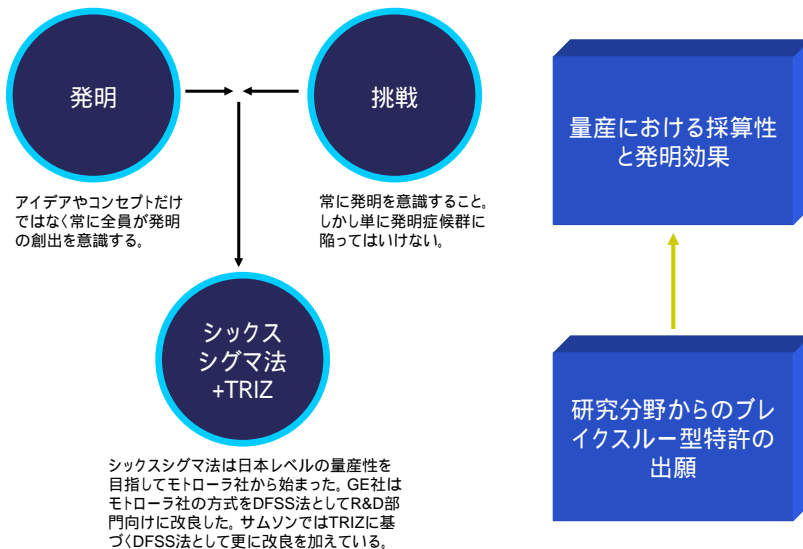 発明
挑戦
アイデアやコンセプトだけ
ではなく常に全員が発明
の創出を意識する。
常に発明を意識すること。
しかし単に発明症候群に
陥ってはいけない。
シックス
シグマ法
+TRIZ
シックスシグマ法は日本レベルの量産性を
目指してモトローラ社から始まった。GE社は
モトローラ社の方式をDFSS法としてR&D部
門向けに改良した。サムソンではTRIZに基
づくDFSS法として更に改良を加えている。
量産における採算性
と発明効果
研究分野からのブレ
イクスルー型特許の
出願